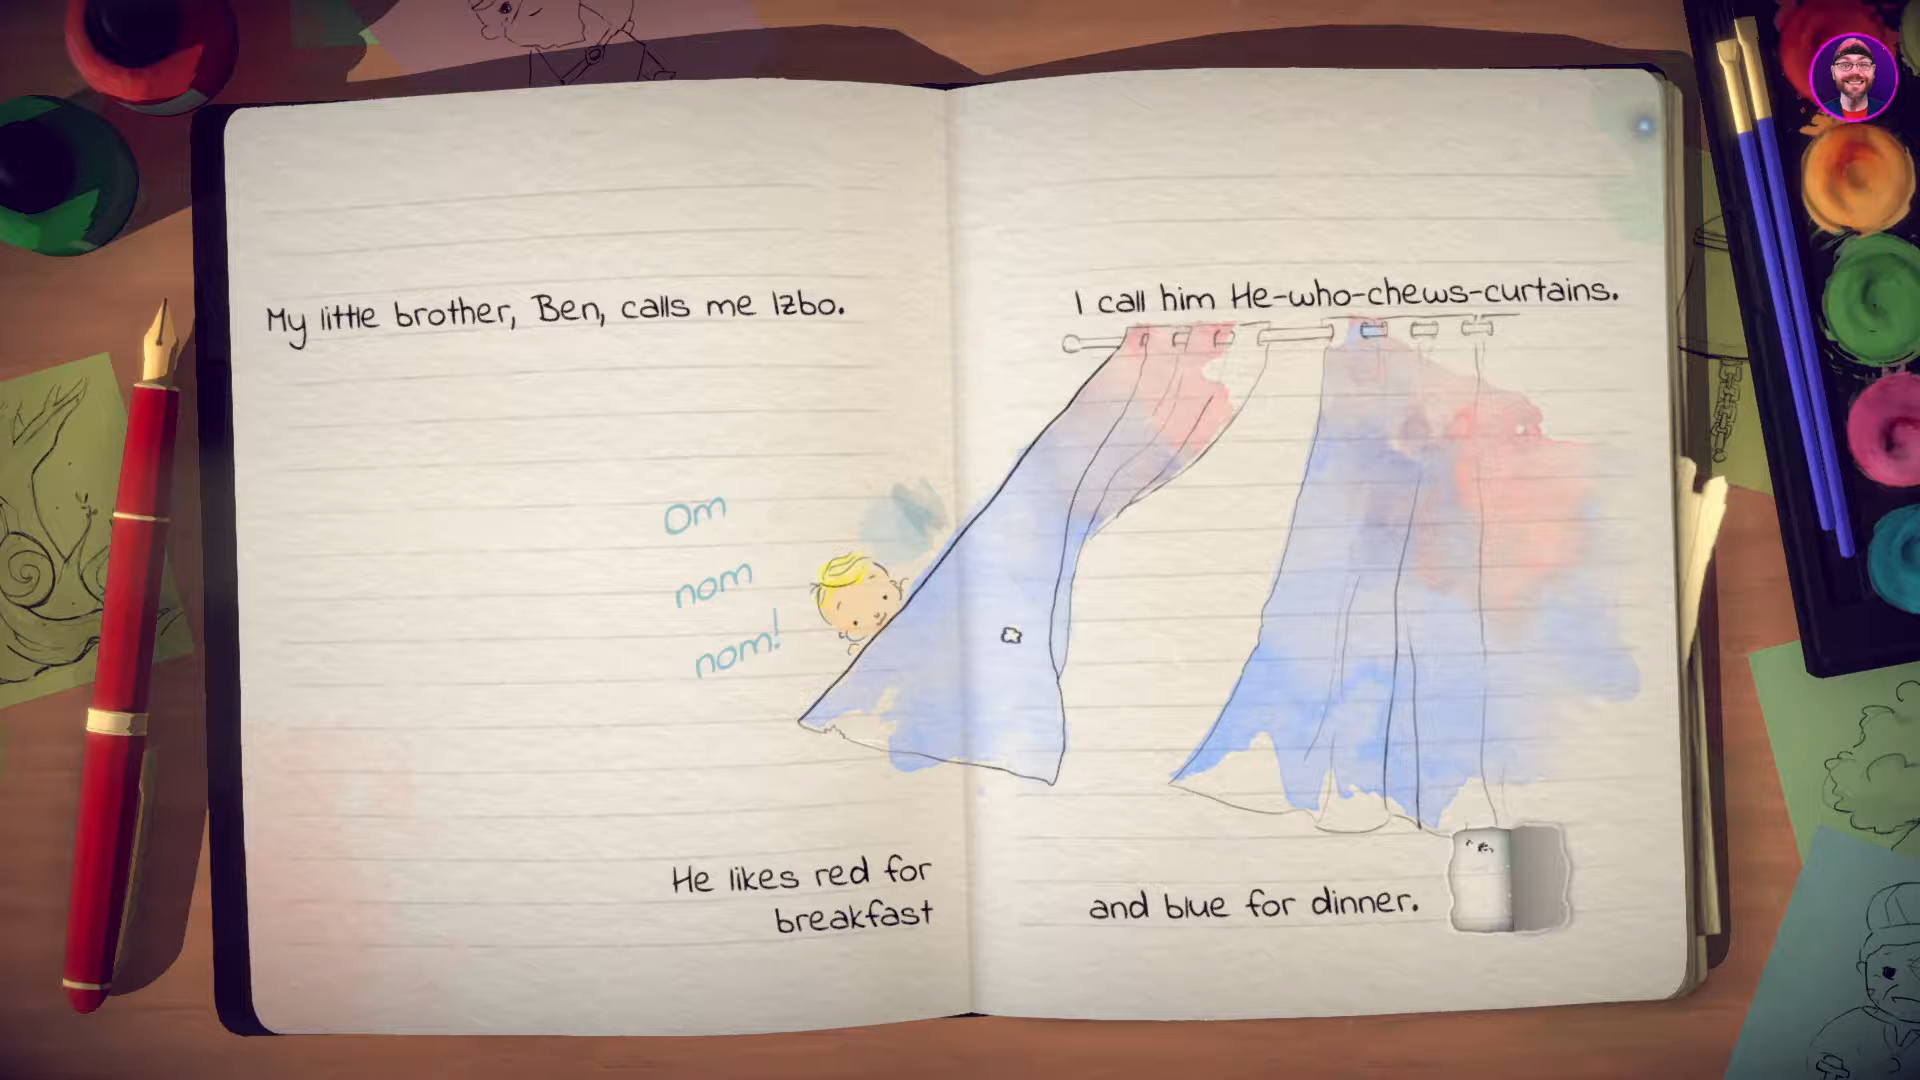 My little brother, Ben, calls me Izbo.
Om
nom
nom!
He likes red for
breakfast
I call him He-who-chews-curtains.
and blue for dinner.